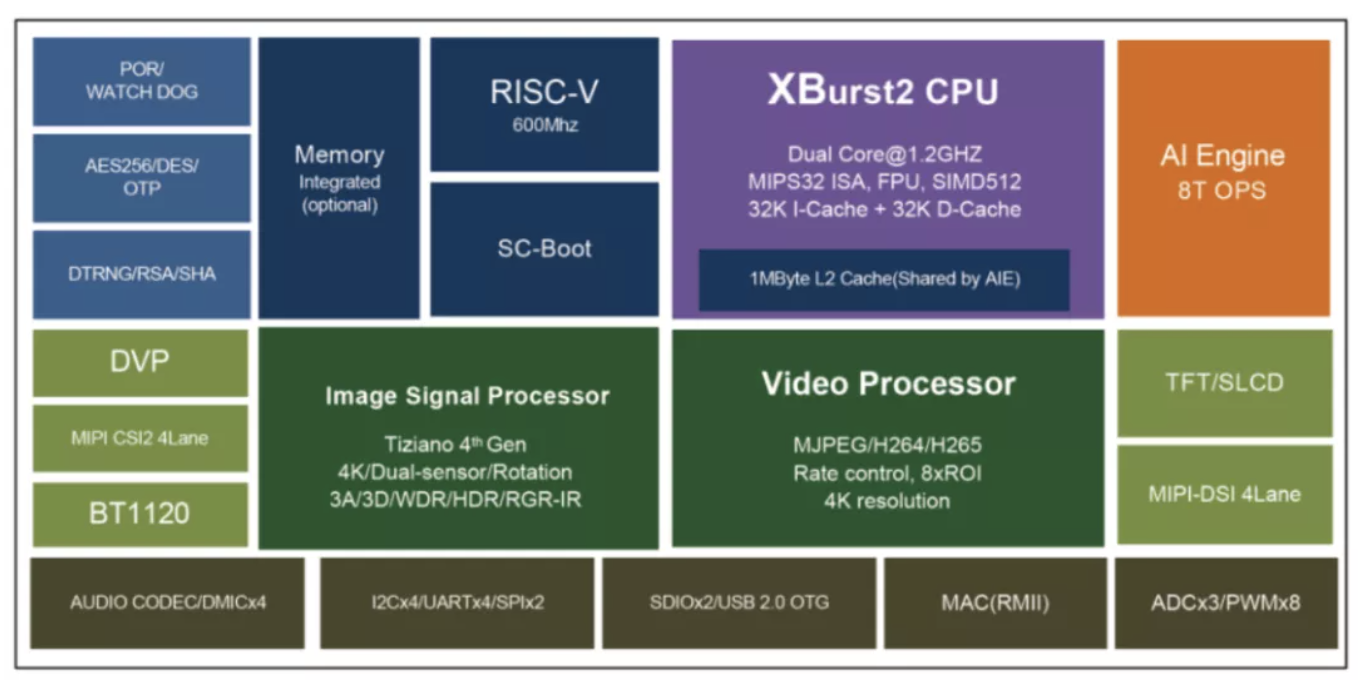 POR/
WATCH DOG
AES256/DES/
OTP
DTRNG/RSA/SHA
Memory
Integrated
(optional)
RISC-V
600Mhz
SC-Boot
XBurst2 CPU
Dual Core@1.2GHZ
MIPS32 ISA, FPU, SIMD512
32K I-Cache + 32K D-Cache
1MByte L2 Cache(Shared by AIE)
AI Engine
8T OPS
DVP
MIPI CSI2 4Lane
BT1120
Image Signal Processor
Tiziano 4th Gen
4K/Dual-sensor/Rotation
3A/3D/WDR/HDR/RGR-IR
Video Processor
MJPEG/H264/H265
Rate control, 8xROI
4K resolution
TFT/SLCD
MIPI-DSI 4Lane
AUDIO CODEC/DMICx4
I2Cx4/UARTx4/SPIx2
SDIOx2/USB 2.0 OTG
MAC(RMII)
ADCx3/PWMx8